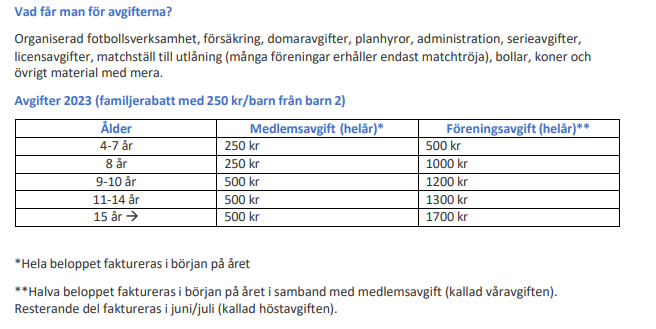 Vad får man för avgifterna?
Organiserad fotbollsverksamhet, försäkring, domaravgifter, planhyror, administration, serieavgifter,
licensavgifter, matchställ till utlåning (många föreningar erhåller endast matchtröja), bollar, koner och
övrigt material med mera.
Avgifter 2023 (familjerabatt med 250 kr/barn från barn 2)
Ålder Medlemsavgift (helår)* Föreningsavgift (helår)**
4-7 år 250 kr 500 kr
8 år 250 kr 1000 kr
9-10 år 500 kr 1200 kr
11-14 år 500 kr 1300 kr
15 år → 500 kr 1700 kr
*Hela beloppet faktureras i början på året
**Halva beloppet faktureras i början på året i samband med medlemsavgift (kallad våravgiften).
Resterande del faktureras i juni/juli (kallad höstavgiften).